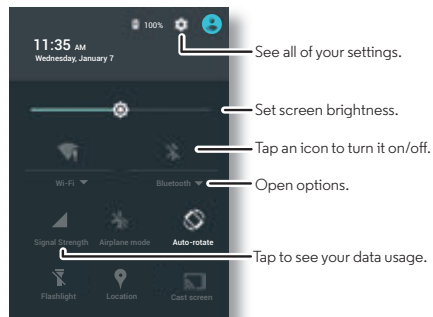 100%
11:35 AM
Wednesday, January 7
See all of your settings.
Set screen brightness.
Tap an icon to turn it on/off.
Wi-Fi Bluetooth
Open options.
Signal Strength Airplane mode Auto-rotate
Tap to see your data usage.
Flashlight Location Cast screen